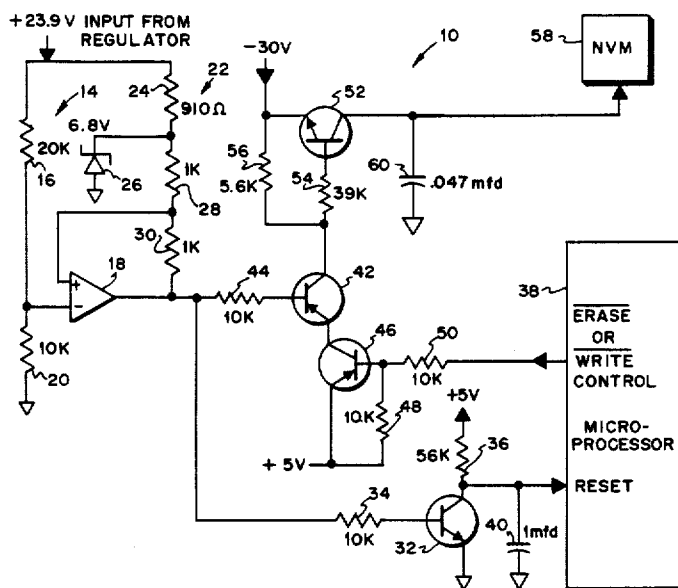 +23.9 V INPUT FROM
REGULATOR
14
24
22
910Ω
6.8V
20K
16
26
1K
28
30
1K
18
+
-
10K
20
-30V
10
58
NVM
52
56
5.6K
54
39K
60
.047 mfd
44
10K
42
46
50
10K
10K
48
+5V
38
ERASE
OR
WRITE
CONTROL
MICRO-
PROCESSOR
RESET
+5V
56K
36
34
10K
32
40
1mfd